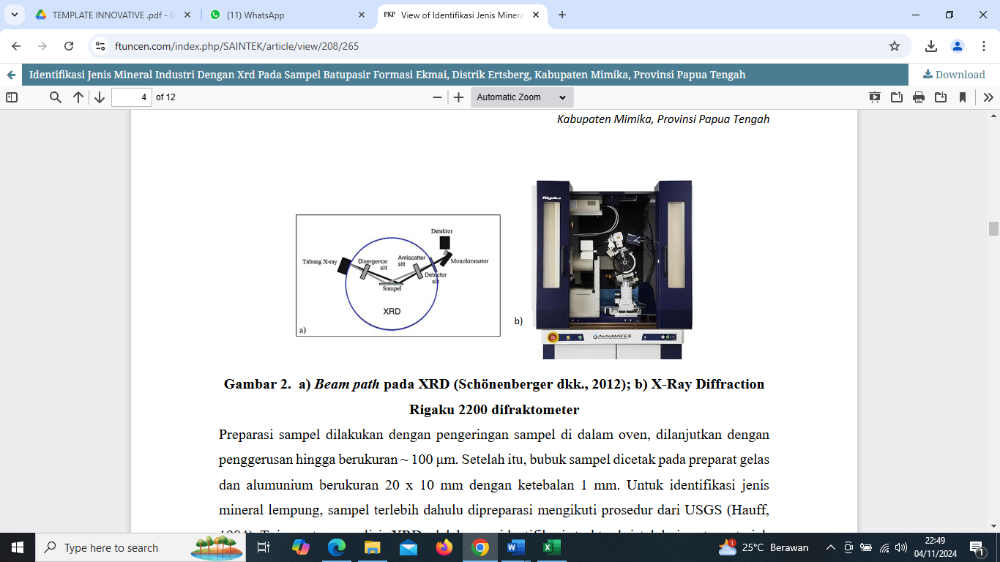 TEMPLATE INNOVATIVE .pdf - G
(11) WhatsApp
PKP View of Identifikasi Jenis Minera
ftuncen.com/index.php/SAINTEK/article/view/208/265
Identifikasi Jenis Mineral Industri Dengan Xrd Pada Sampel Batupasir Formasi Ekmai, Distrik Ertsberg, Kabupaten Mimika, Provinsi Papua Tengah
Download
4 of 12
Automatic Zoom
Kabupaten Mimika, Provinsi Papua Tengah
Detektor
Tabung X-ray
Divergence slit
Antiscatter slit
Monokromator
Detector slit
Sampel
XRD
a)
b)
Rigaku
AutoMATE II
Gambar 2. a) Beam path pada XRD (Schönenberger dkk., 2012); b) X-Ray Diffraction
Rigaku 2200 difraktometer
Preparasi sampel dilakukan dengan pengeringan sampel di dalam oven, dilanjutkan dengan
penggerusan hingga berukuran ~ 100 μm. Setelah itu, bubuk sampel dicetak pada preparat gelas
dan alumunium berukuran 20 x 10 mm dengan ketebalan 1 mm. Untuk identifikasi jenis
mineral lempung, sampel terlebih dahulu dipreparasi mengikuti prosedur dari USGS (Hauff,
Type here to search
25°C Berawan
22:49
04/11/2024
1
1